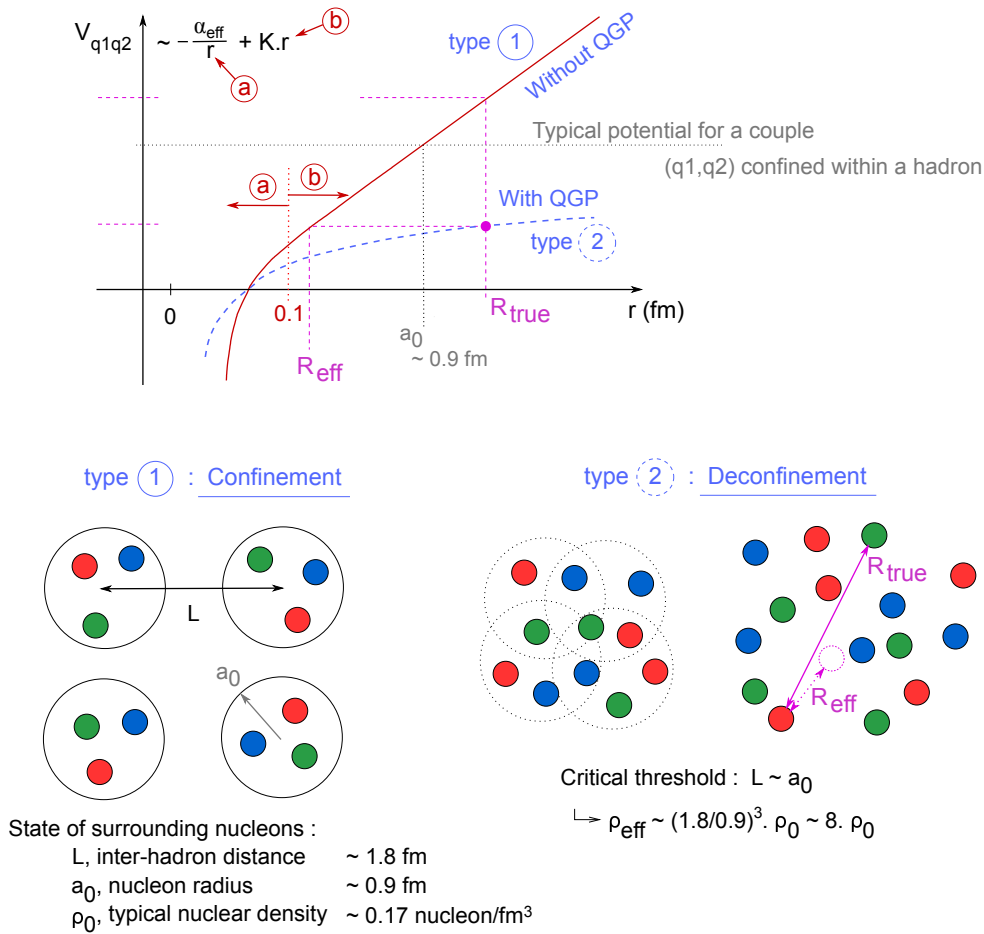 V_q1q2 ~ - α_eff / r + K.r
ⓑ
ⓐ
type ①
Without QGP
Typical potential for a couple
(q1,q2) confined within a hadron
ⓐ ⓑ
With QGP
type ②
0
0.1
R_eff
a_0
~ 0.9 fm
R_true
r (fm)
type ① : Confinement
type ② : Deconfinement
L
a_0
R_true
R_eff
State of surrounding nucleons :
L, inter-hadron distance ~ 1.8 fm
a_0, nucleon radius ~ 0.9 fm
ρ_0, typical nuclear density ~ 0.17 nucleon/fm³
Critical threshold : L ~ a_0
ρ_eff ~ (1.8/0.9)³. ρ_0 ~ 8. ρ_0